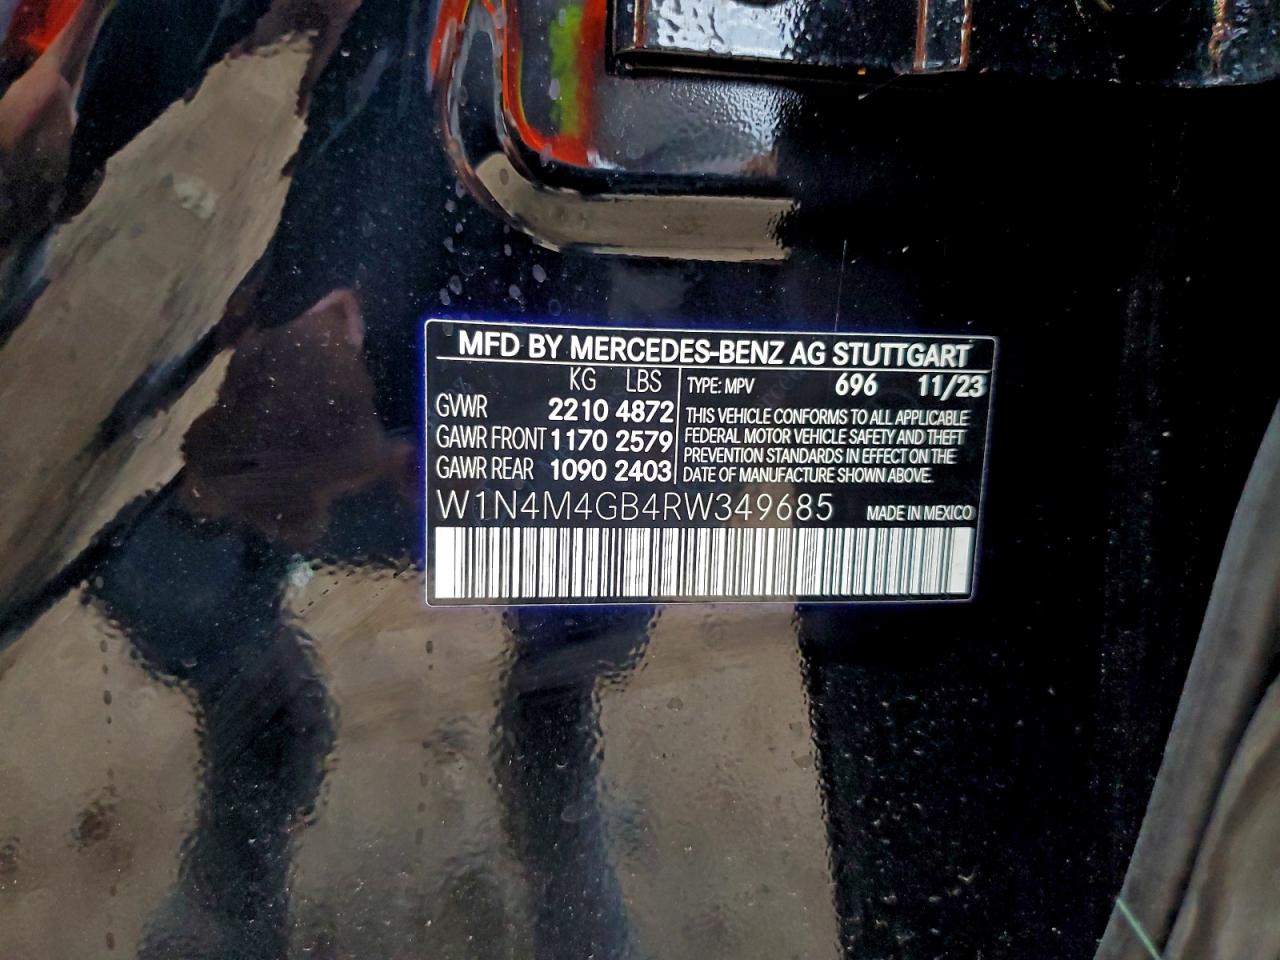 MFD BY MERCEDES-BENZ AG STUTTGART
KG LBS
GVWR 2210 4872
GAWR FRONT 1170 2579
GAWR REAR 1090 2403
TYPE: MPV 696 11/23
THIS VEHICLE CONFORMS TO ALL APPLICABLE
FEDERAL MOTOR VEHICLE SAFETY AND THEFT
PREVENTION STANDARDS IN EFFECT ON THE
DATE OF MANUFACTURE SHOWN ABOVE.
W1N4M4GB4RW349685 MADE IN MEXICO